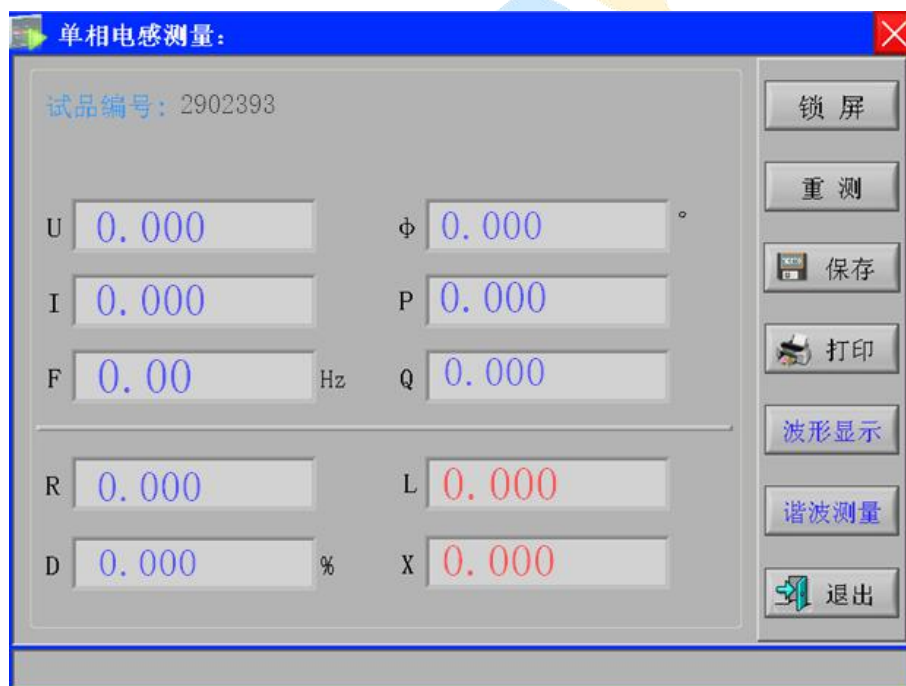 单相电感测量：
试品编号：2902393
U 0.000
ф 0.000 °
I 0.000
P 0.000
F 0.00 Hz
Q 0.000
R 0.000
L 0.000
D 0.000 %
X 0.000
锁 屏
重 测
保存
打印
波形显示
谐波测量
退出